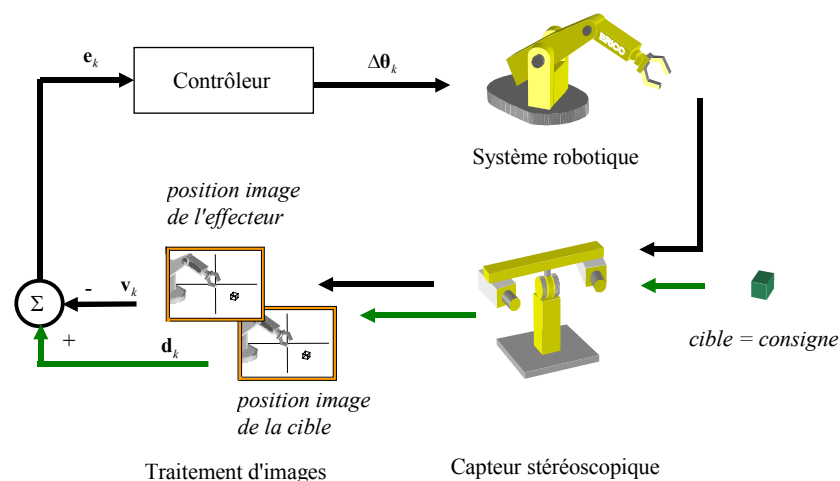 e_k
Contrôleur
Δθ_k
BRICC
Système robotique
position image
de l'effecteur
Σ
-
v_k
+
d_k
cible = consigne
position image
de la cible
Traitement d'images
Capteur stéréoscopique